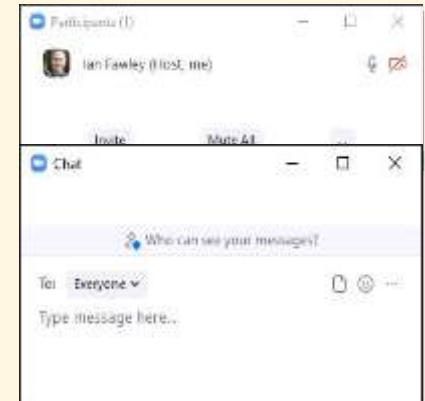 Participants (1)
Ian Fawley (Host, me)
Invite Mute All ...
Chat
Who can see your messages?
To: Everyone
Type message here...